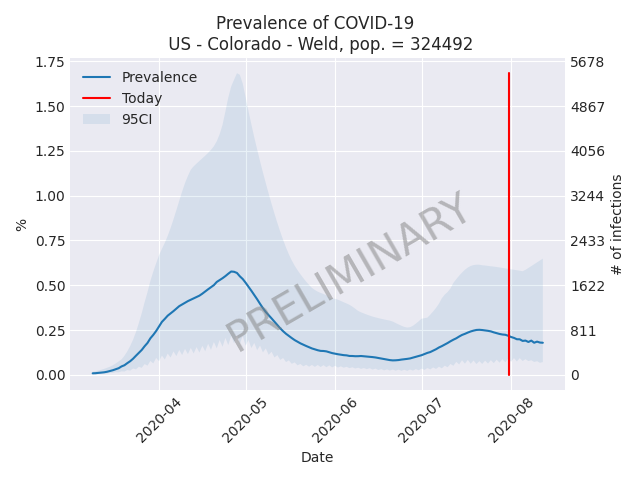 Prevalence of COVID-19
US - Colorado - Weld, pop. = 324492
Prevalence
Today
95CI
1.75
1.50
1.25
1.00
0.75
0.50
0.25
0.00
%
5678
4867
4056
3244
2433
1622
811
0
# of infections
PRELIMINARY
2020-04
2020-05
2020-06
2020-07
2020-08
Date